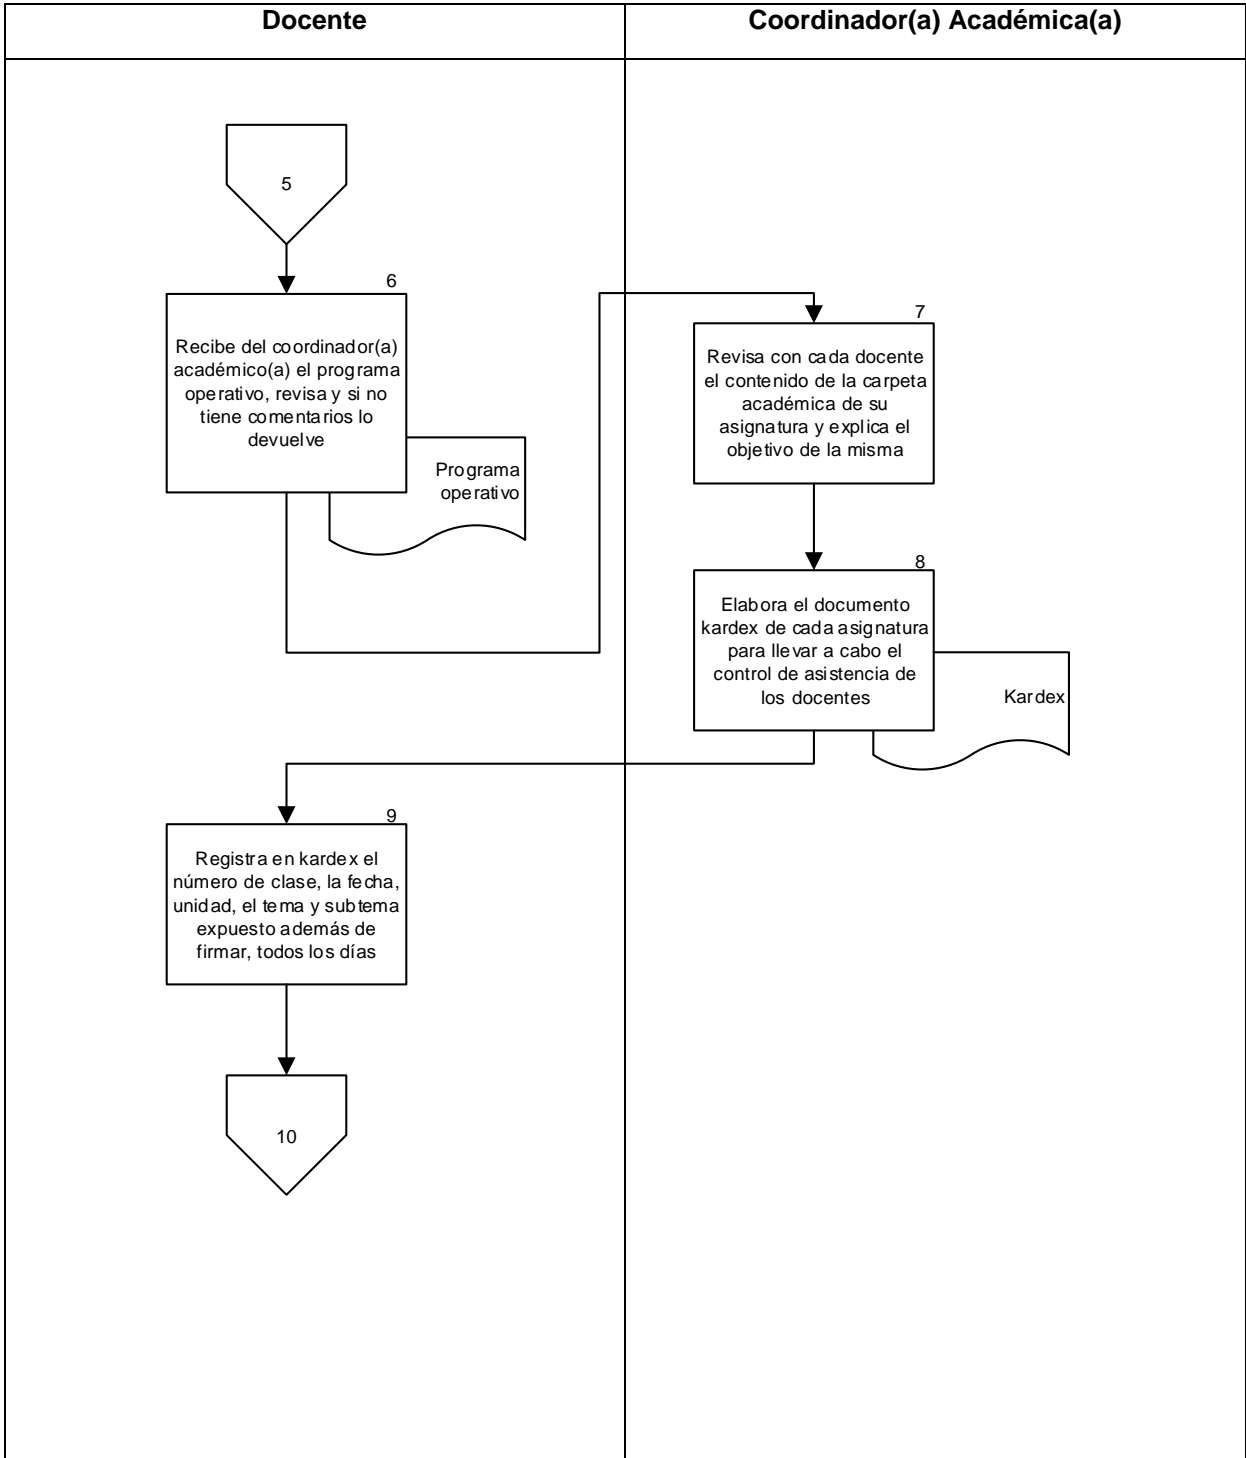 Docente
Coordinador(a) Académica(a)
5
6
Recibe del coordinador(a)
académico(a) el programa
operativo, revisa y si no
tiene comentarios lo
devuelve
Programa
operativo
7
Revisa con cada docente
el contenido de la carpeta
académica de su
asignatura y explica el
objetivo de la misma
8
Elabora el documento
kardex de cada asignatura
para llevar a cabo el
control de asistencia de
los docentes
Kardex
9
Registra en kardex el
número de clase, la fecha,
unidad, el tema y subtema
expuesto además de
firmar, todos los días
10